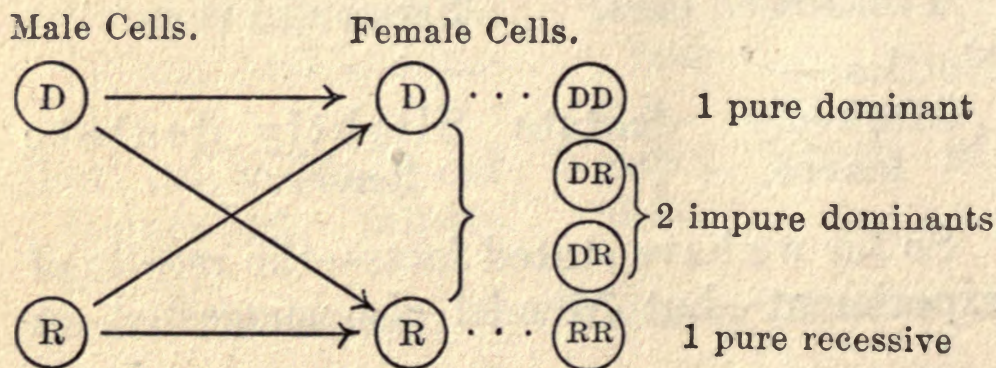 Male Cells. Female Cells.
D D · · · DD 1 pure dominant
DR
2 impure dominants
DR
R R · · · RR 1 pure recessive